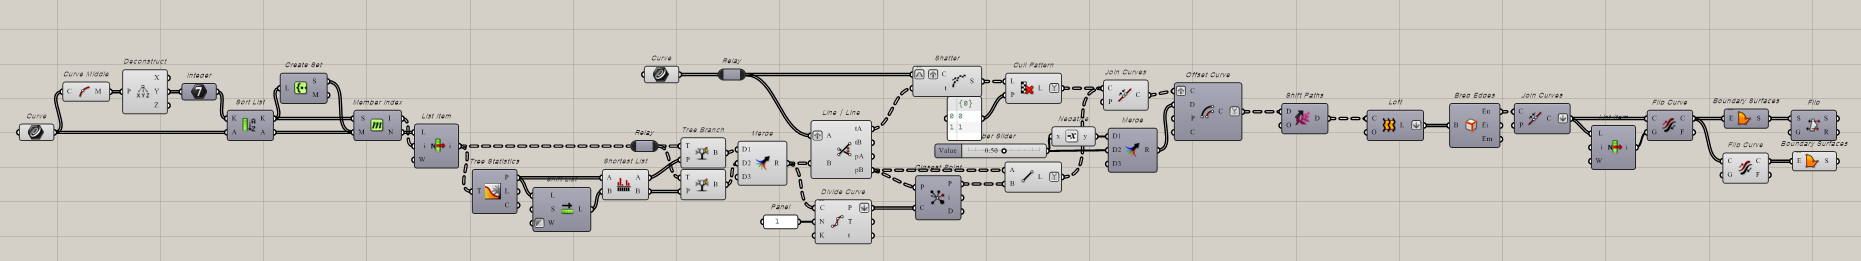 Curve
Curve Middle
C M
Deconstruct
P X
Y
Z
Integer
7
Sort List
K K
A A
Create Set
L S
M
Member Index
S I
M N
List Item
L
i i
W
Tree Statistics
T P
L
C
L
S L
W
Relay
Shortest List
A A
B B
Tree Branch
T B
P
T B
P
Merge
D1
D2 R
D3
Curve
Relay
Line / Line
A tA
tB
pA
B pB
Panel
1
Divide Curve
C P
N T
K t
Shatter
C S
t
{0}
0 0
1 1
Closest Point
P P
i
C D
Cull Pattern
L L
P
ber Slider
Value 0.50
A L
B
Negative
x y
Join Curves
C C
P
Merge
D1
D2 R
D3
Offset Curve
C
D
P C
C
Shift Paths
D D
O
Loft
C L
O
Brep Edges
B En
Ei
Em
Join Curves
C C
P
List Item
L
i i
W
Flip Curve
C C
G F
Boundary Surfaces
E S
Flip
S S
G R
Flip Curve
C C
G F
Boundary Surfaces
E S